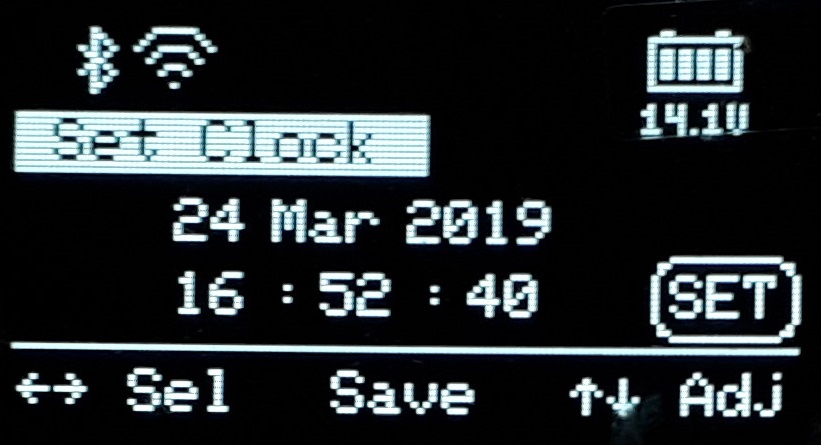 14.1V
Set Clock
24 Mar 2019
16 : 52 : 40
SET
←→ Sel Save ↑↓ Adj